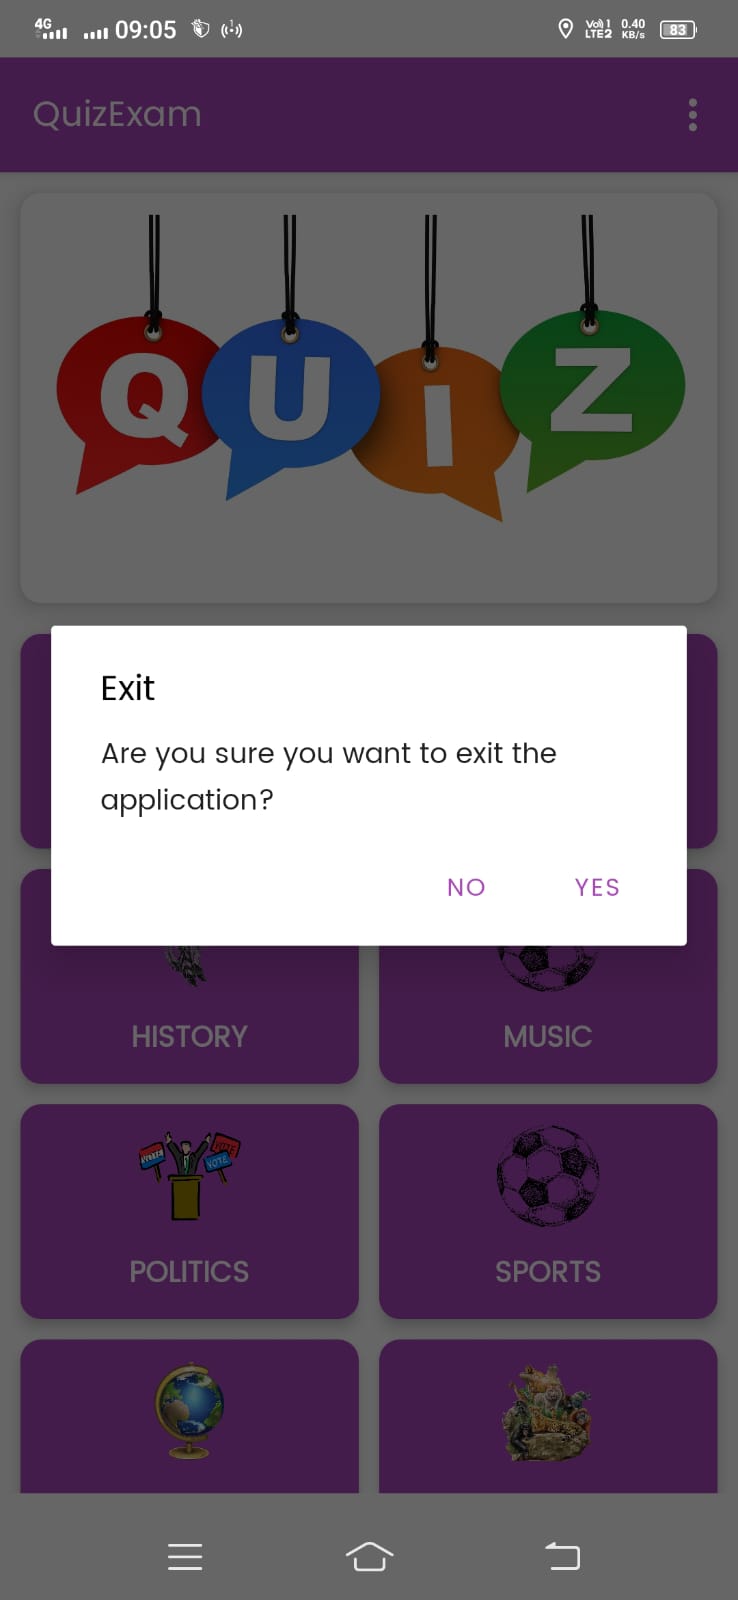 4G 09:05 1 Vo) 1 LTE2 0.40 KB/s 83
QuizExam
QUIZ
Exit
Are you sure you want to exit the
application?
NO YES
HISTORY MUSIC
VOTE
VOTE
POLITICS SPORTS